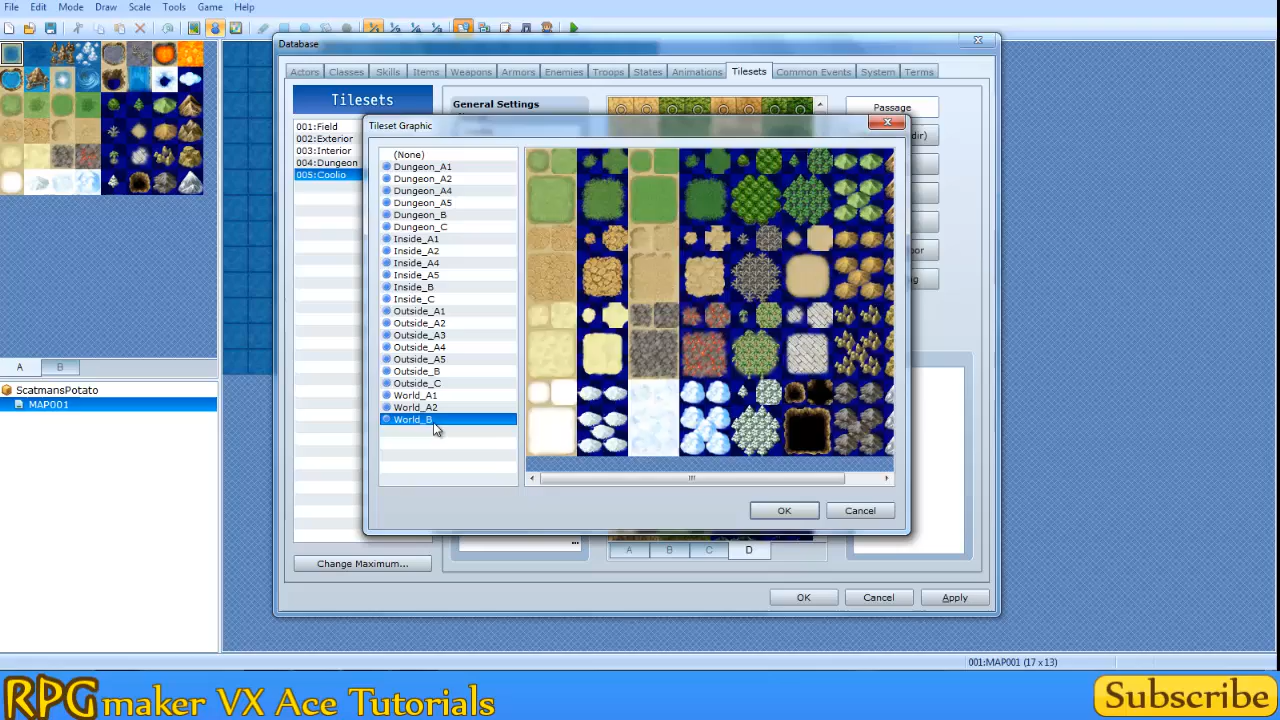 File Edit Mode Draw Scale Tools Game Help
Database
Actors Classes Skills Items Weapons Armors Enemies Troops States Animations Tilesets Common Events System Terms
Tilesets
General Settings
Passage
001:Field
002:Exterior
003:Interior
004:Dungeon
005:Coolio
Tileset Graphic
(None)
Dungeon_A1
Dungeon_A2
Dungeon_A4
Dungeon_A5
Dungeon_B
Dungeon_C
Inside_A1
Inside_A2
Inside_A4
Inside_A5
Inside_B
Inside_C
Outside_A1
Outside_A2
Outside_A3
Outside_A4
Outside_A5
Outside_B
Outside_C
World_A1
World_A2
World_B
OK Cancel
A B
ScatmansPotato
MAP001
... A B C D
Change Maximum...
OK Cancel Apply
001:MAP001 (17 x 13)
RPG maker VX Ace Tutorials
Subscribe